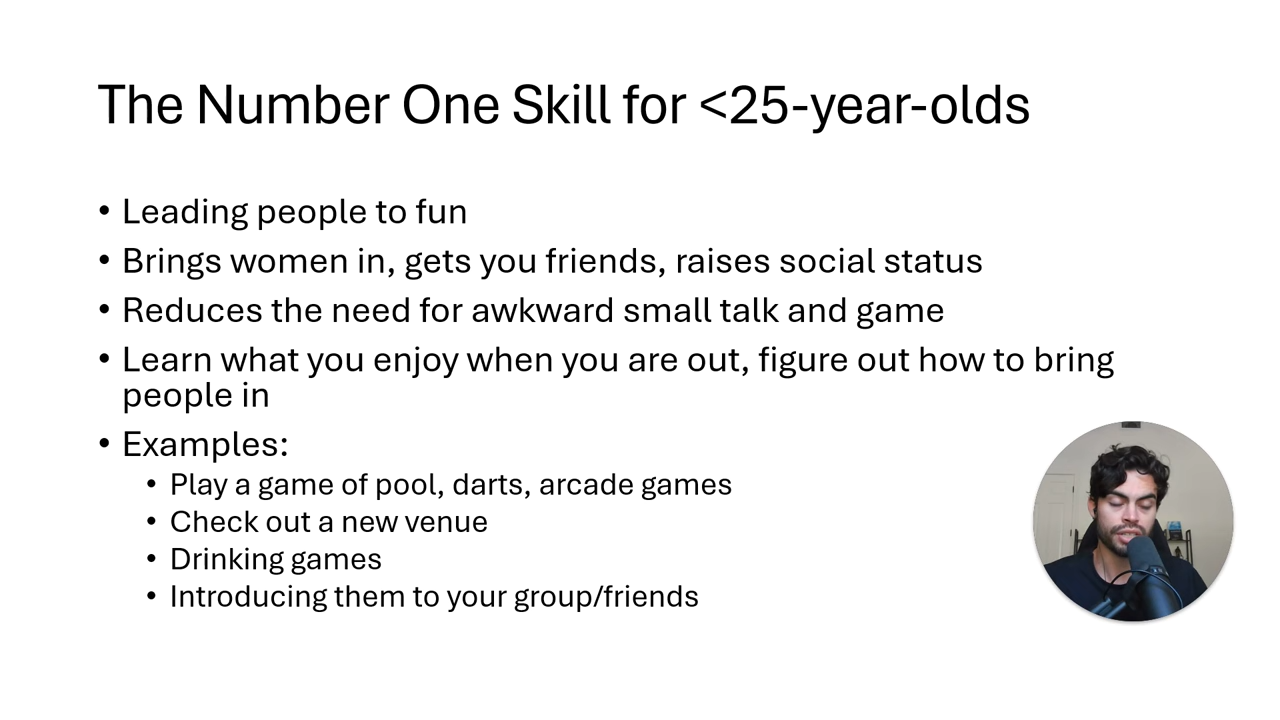 The Number One Skill for <25-year-olds
• Leading people to fun
• Brings women in, gets you friends, raises social status
• Reduces the need for awkward small talk and game
• Learn what you enjoy when you are out, figure out how to bring
people in
• Examples:
• Play a game of pool, darts, arcade games
• Check out a new venue
• Drinking games
• Introducing them to your group/friends